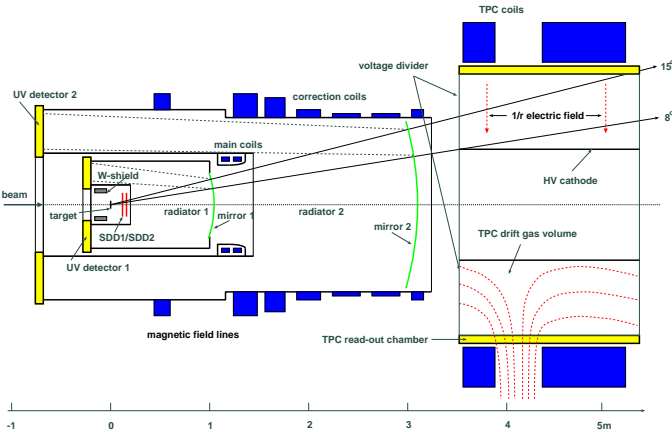 TPC coils
UV detector 2
voltage divider
15°
correction coils
1/r electric field
8°
main coils
W-shield
HV cathode
beam
target
radiator 1
mirror 1
radiator 2
mirror 2
SDD1/SDD2
TPC drift gas volume
UV detector 1
magnetic field lines
TPC read-out chamber
-1 0 1 2 3 4 5m